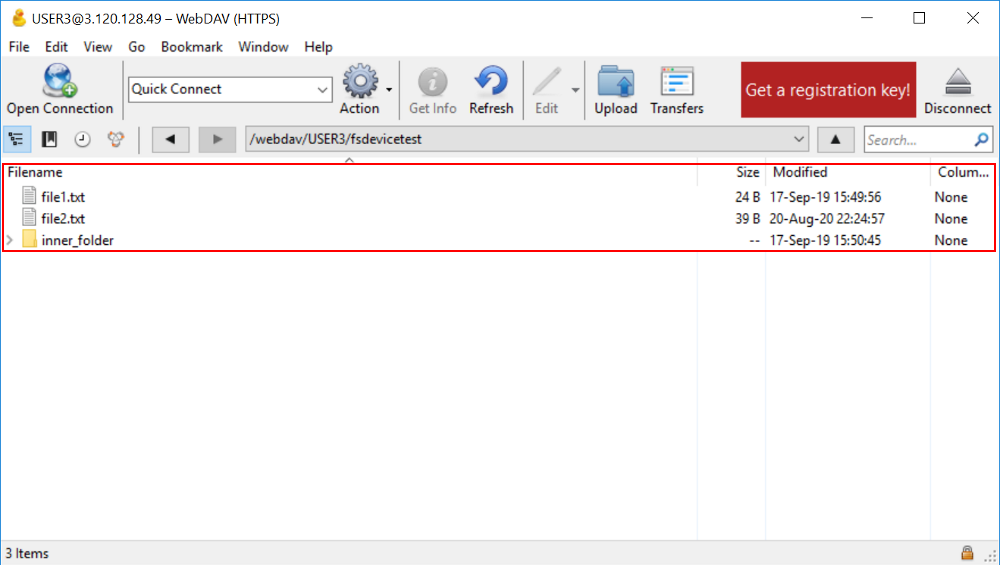 USER3@3.120.128.49 – WebDAV (HTTPS)
File Edit View Go Bookmark Window Help
Open Connection Quick Connect Action Get Info Refresh Edit Upload Transfers Get a registration key! Disconnect
/webdav/USER3/fsdevicetest Search...
Filename Size Modified Colum...
file1.txt 24 B 17-Sep-19 15:49:56 None
file2.txt 39 B 20-Aug-20 22:24:57 None
inner_folder -- 17-Sep-19 15:50:45 None
3 Items